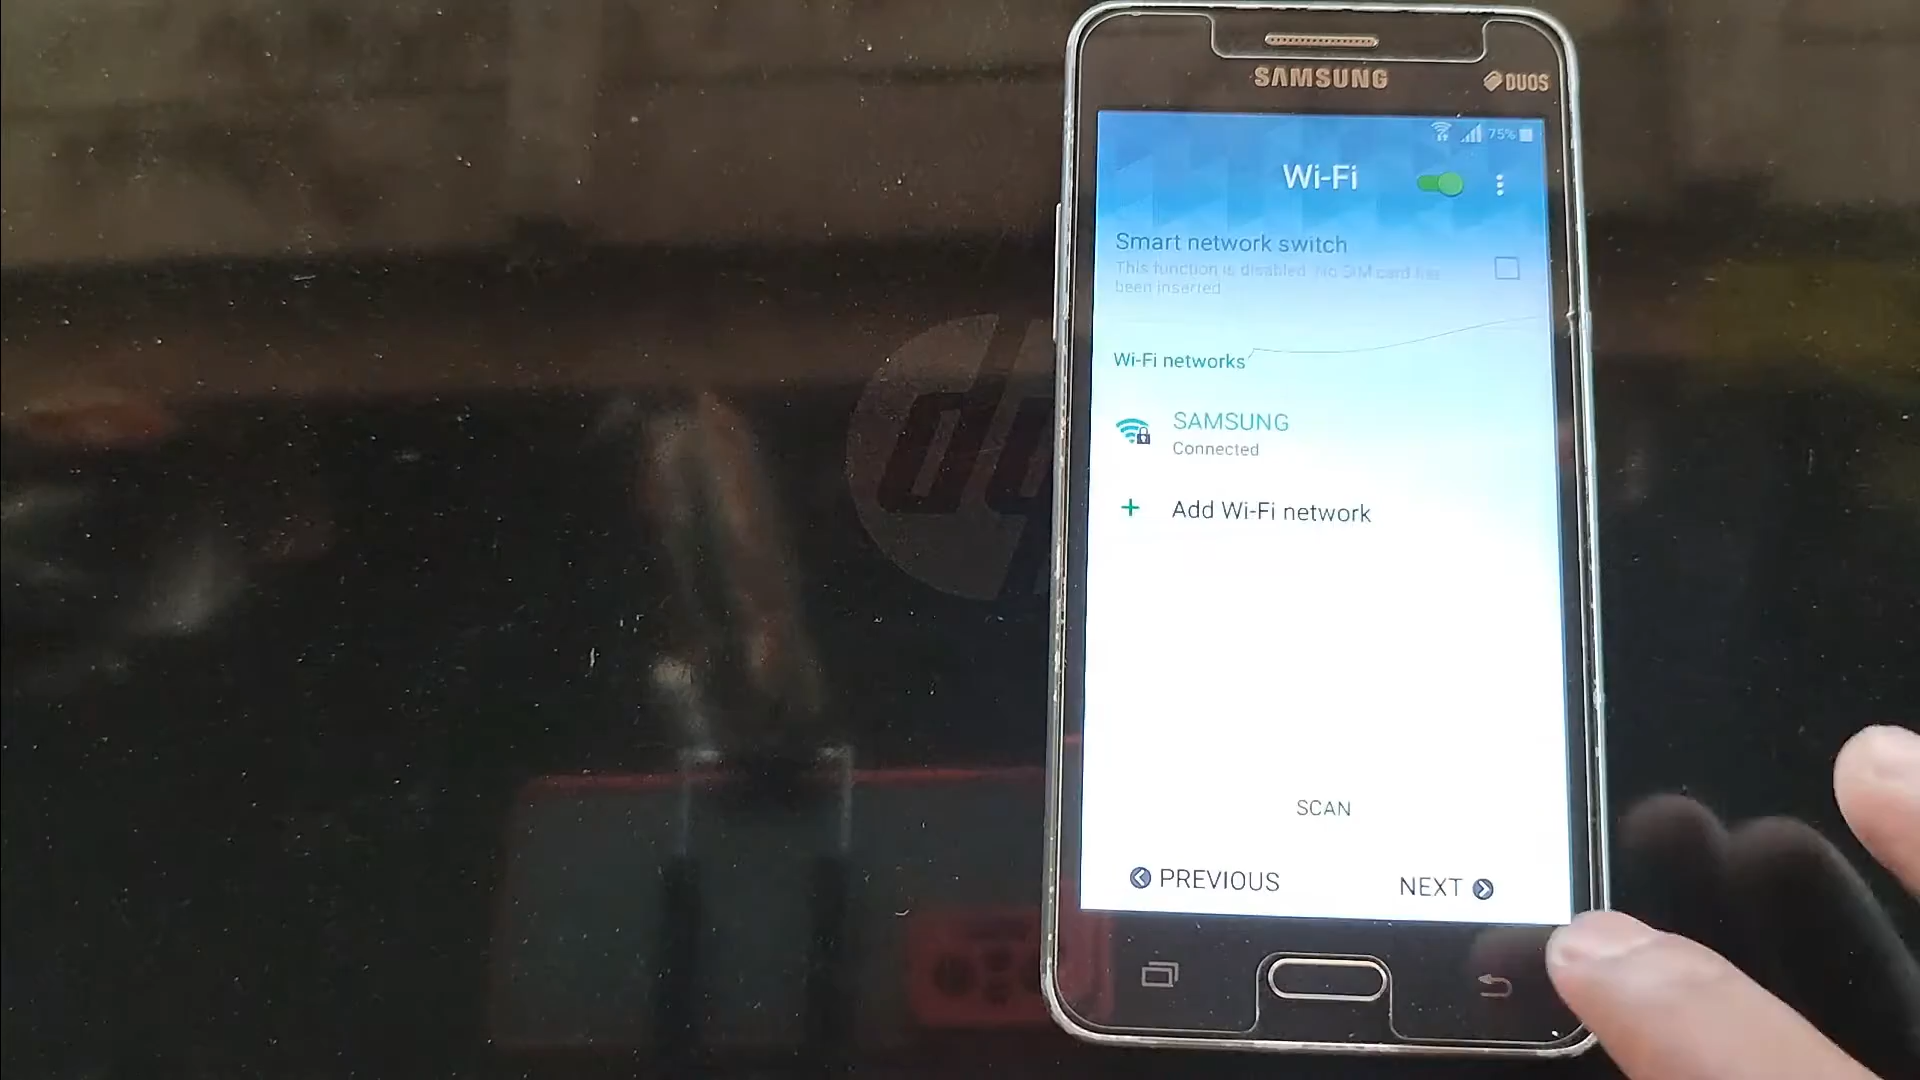 SAMSUNG
DUOS
75%
Wi-Fi
Smart network switch
This function is disabled. No SIM card has
been inserted
Wi-Fi networks
SAMSUNG
Connected
+ Add Wi-Fi network
SCAN
PREVIOUS
NEXT
hp